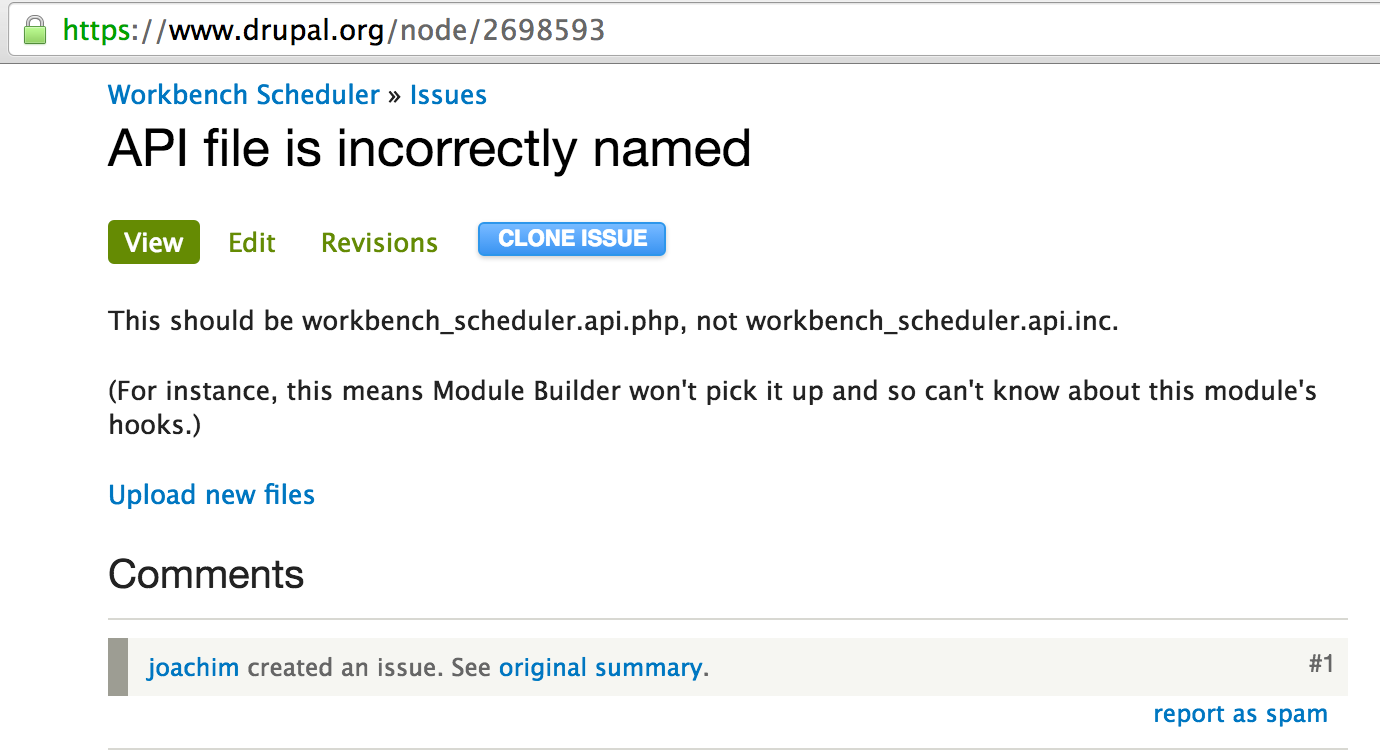 https://www.drupal.org/node/2698593
Workbench Scheduler » Issues
API file is incorrectly named
View Edit Revisions CLONE ISSUE
This should be workbench_scheduler.api.php, not workbench_scheduler.api.inc.
(For instance, this means Module Builder won't pick it up and so can't know about this module's
hooks.)
Upload new files
Comments
joachim created an issue. See original summary. #1
report as spam